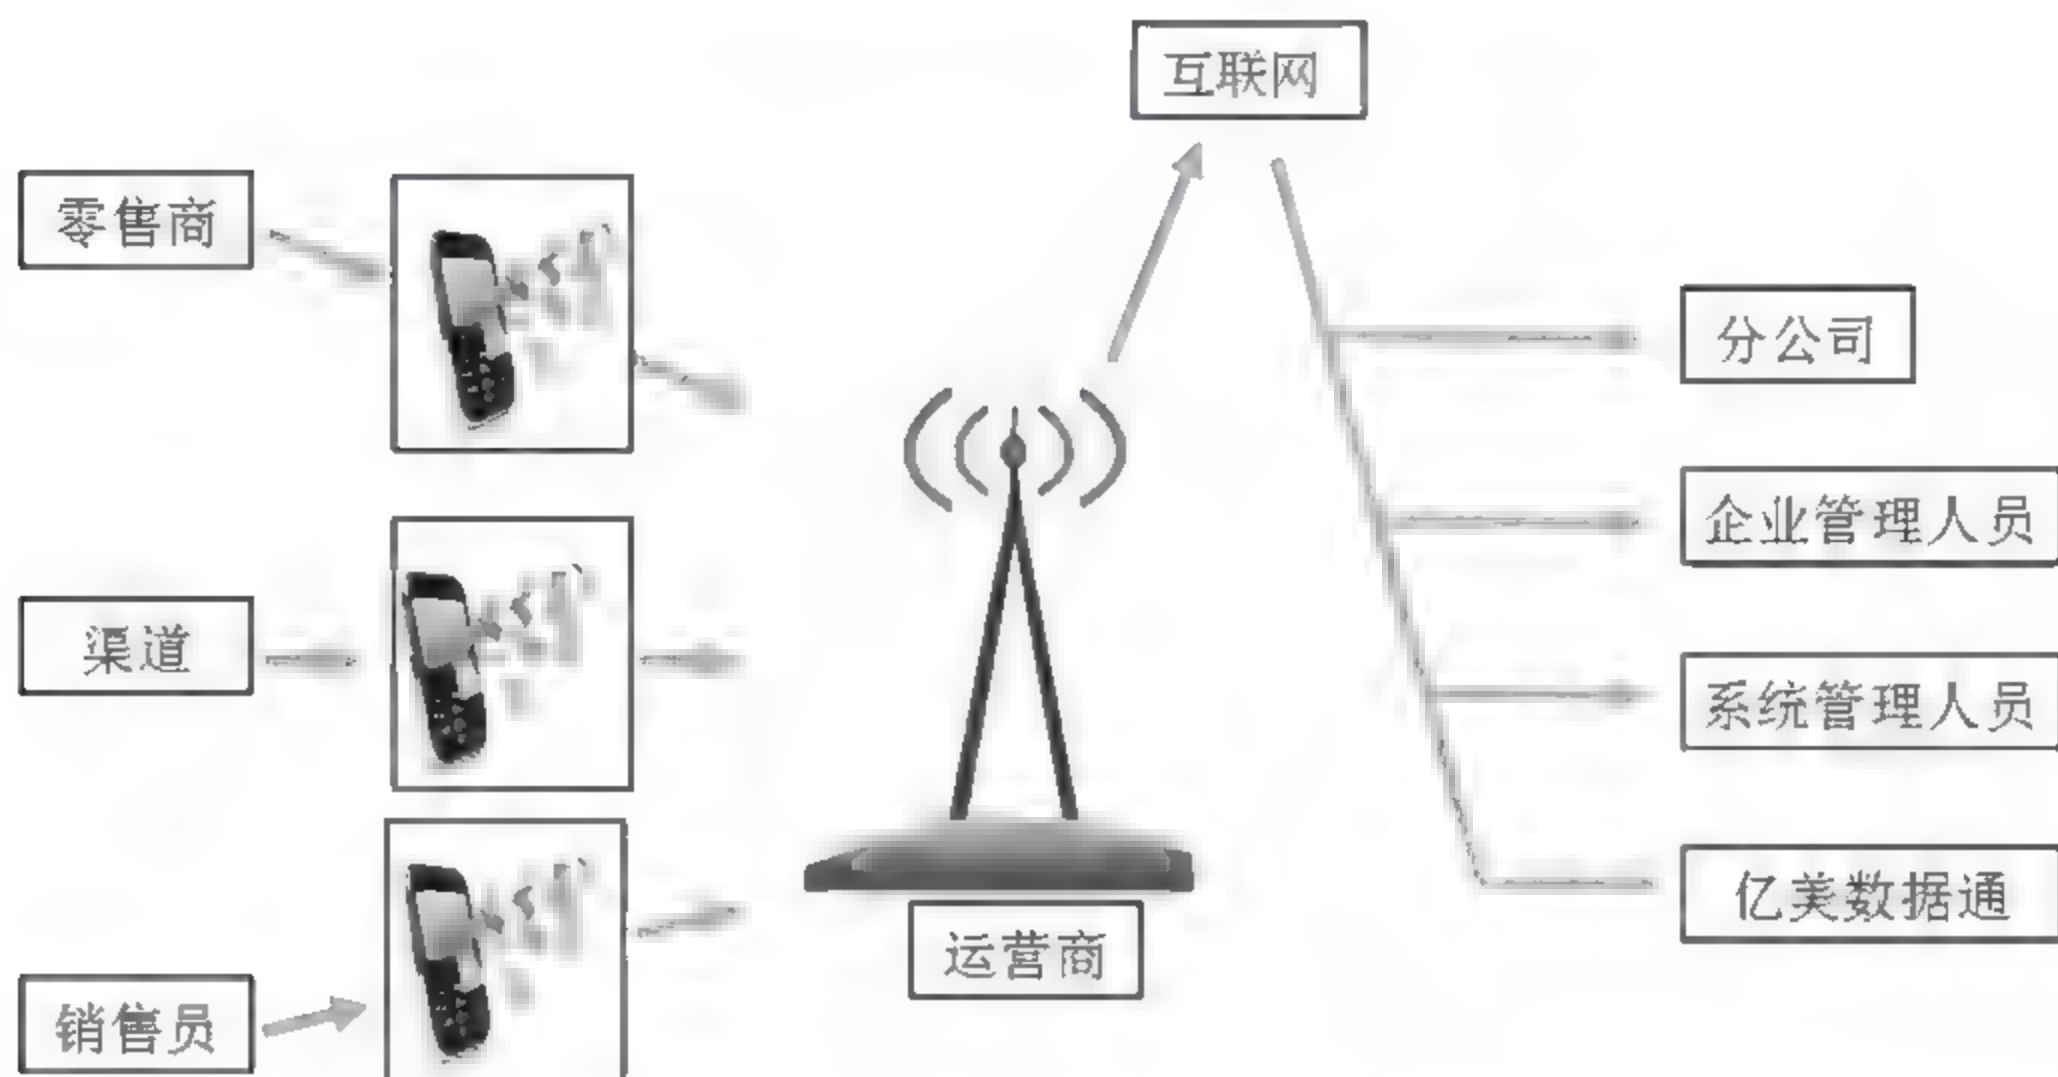 互联网
零售商
分公司
企业管理人员
渠道
系统管理人员
亿美数据通
运营商
销售员